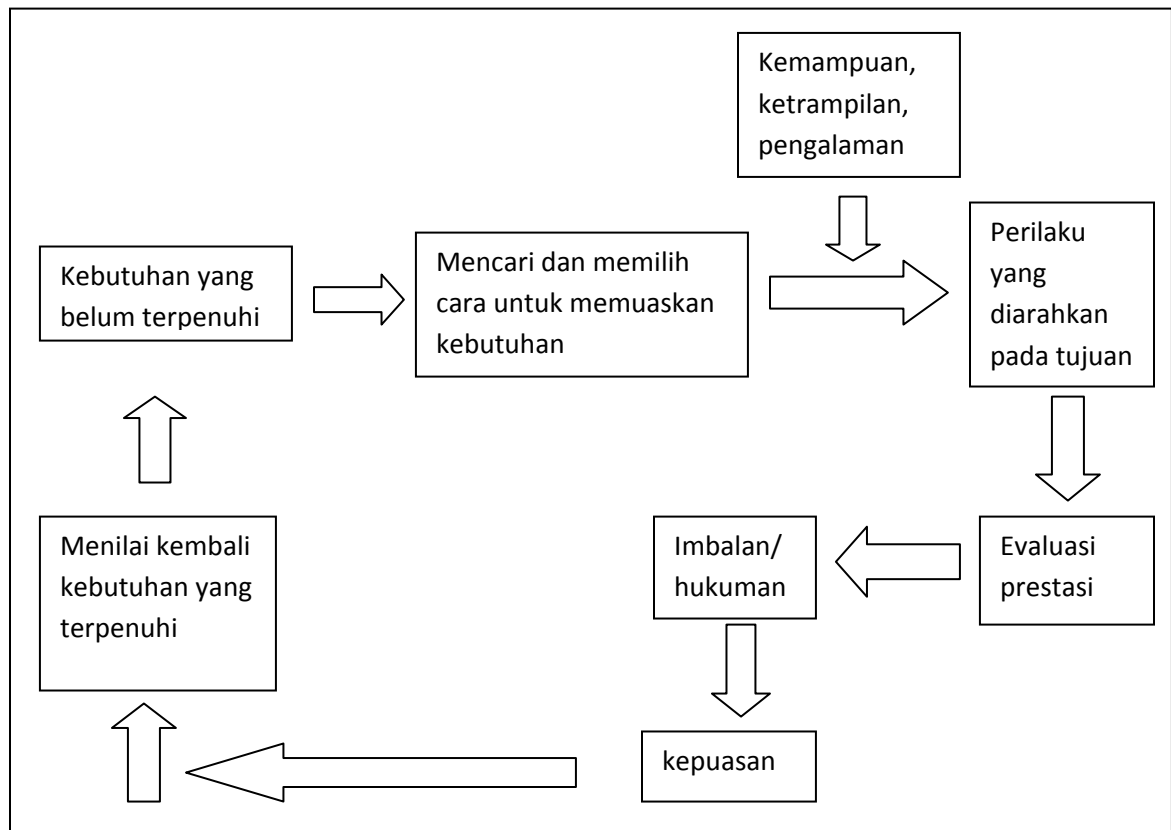 Kemampuan,
ketrampilan,
pengalaman
Kebutuhan yang
belum terpenuhi
Mencari dan memilih
cara untuk memuaskan
kebutuhan
Perilaku
yang
diarahkan
pada tujuan
Evaluasi
prestasi
Imbalan/
hukuman
kepuasan
Menilai kembali
kebutuhan yang
terpenuhi